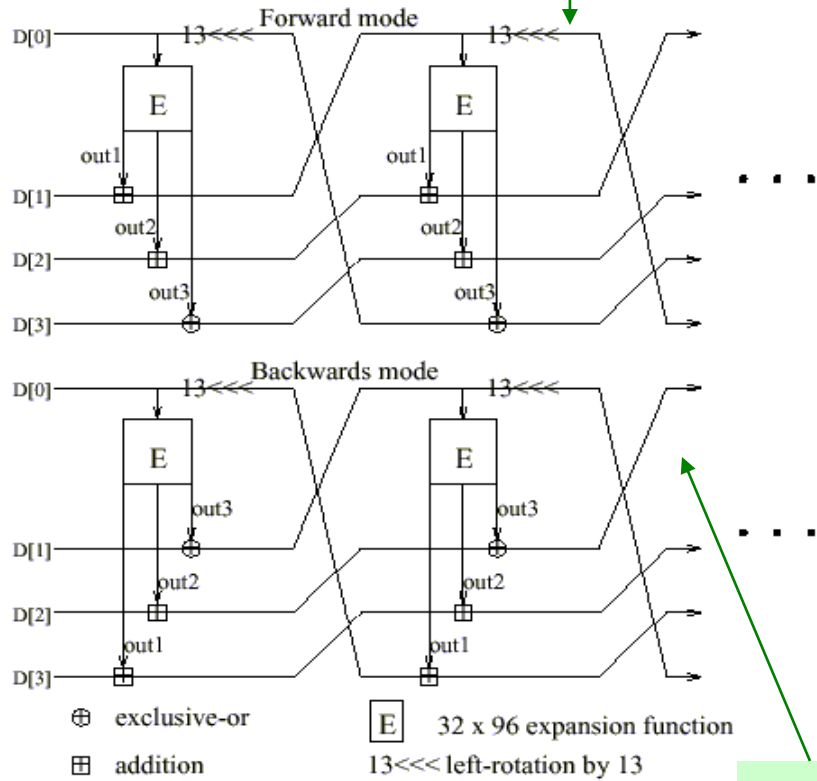 Forward mode
D[0] 13<<< 13<<<
E E
out1 out1
D[1]
out2 out2
D[2]
out3 out3
D[3]
Backwards mode
D[0] 13<<< 13<<<
E E
out3 out3
D[1]
out2 out2
D[2]
out1 out1
D[3]
exclusive-or E 32 x 96 expansion function
addition 13<<< left-rotation by 13